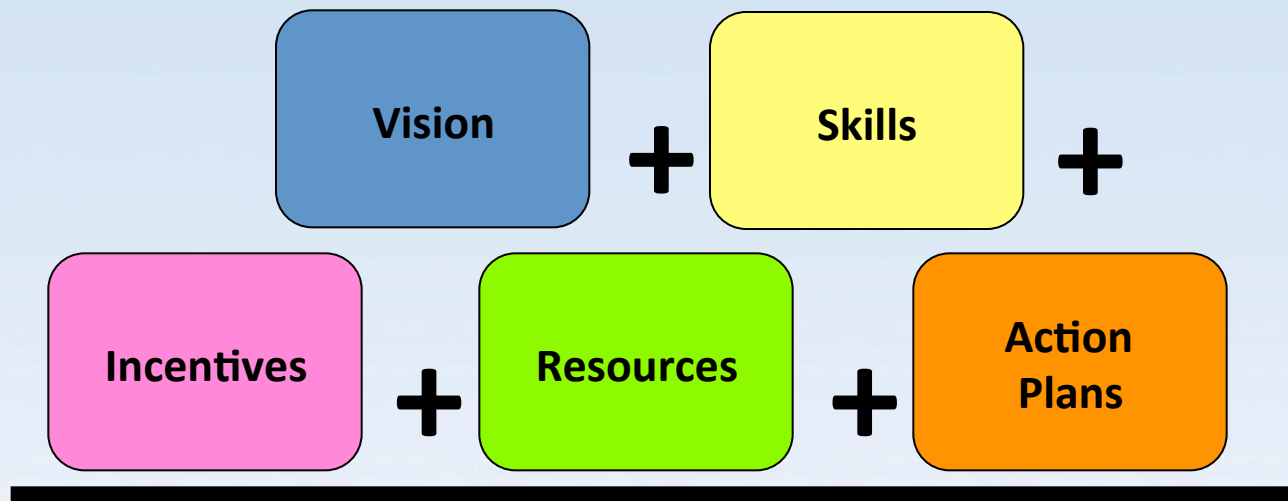 Vision + Skills +
Incentives + Resources + Action
Plans